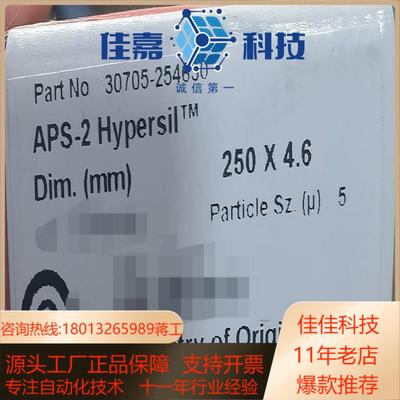 佳嘉 科技
诚信第一
Part No 30705-254630
APS-2 Hypersil™
Dim. (mm) 250 X 4.6
Particle Sz. (µ) 5
try of Origi
咨询热线:18013265989蒋工
佳佳科技
11年老店
爆款推荐
源头工厂正品保障 支持开票
专注自动化技术 十一年行业经验